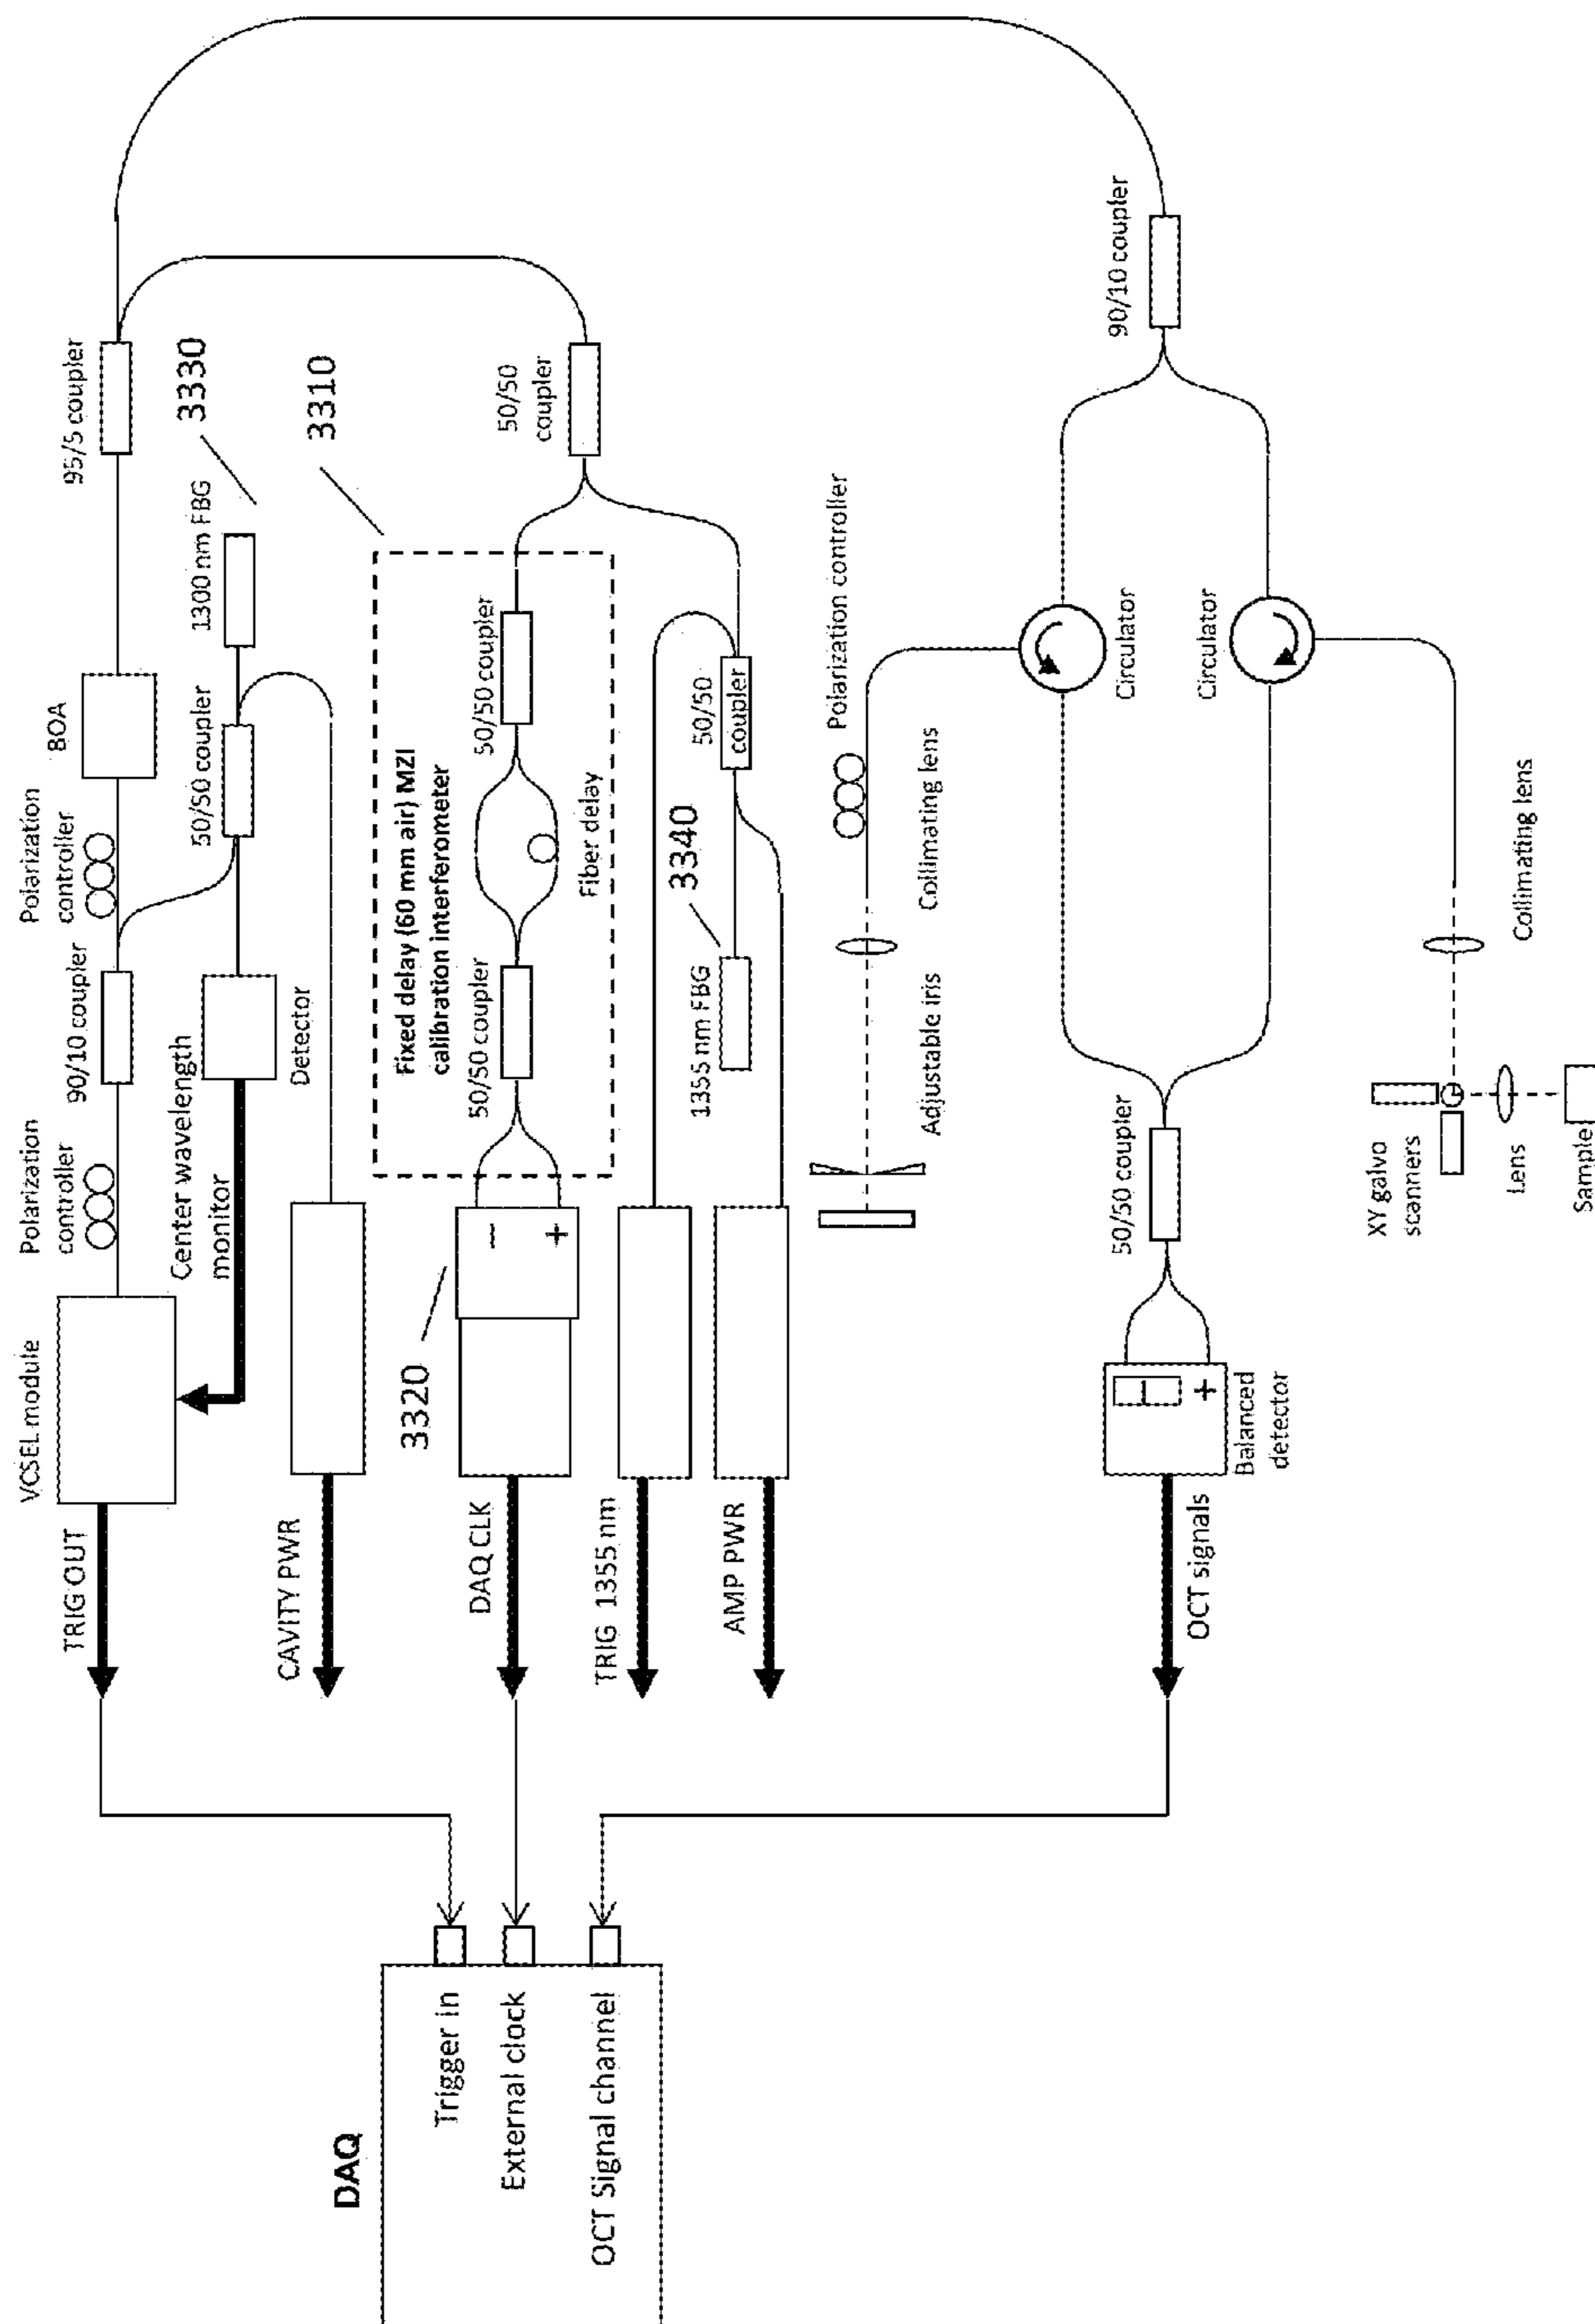 VCSEL module
TRIG OUT
Polarization
controller
90/10 coupler
Polarization
controller
BOA
95/5 coupler
Center wavelength
monitor
Detector
50/50 coupler
1300 nm FBG
3330
CAVITY PWR
3310
Fixed delay (60 mm air) MZI
calibration interferometer
50/50 coupler
Fiber delay
50/50 coupler
50/50
coupler
DAQ CLK
3320
−
+
TRIG 1355 nm
AMP PWR
1355 nm FBG
3340
50/50
coupler
Adjustable iris
Collimating lens
Polarization controller
Circulator
Circulator
90/10 coupler
50/50 coupler
−
+
Balanced
detector
OCT signals
XY galvo
scanners
Lens
Sample
Collimating lens
DAQ
Trigger in
External clock
OCT Signal channel